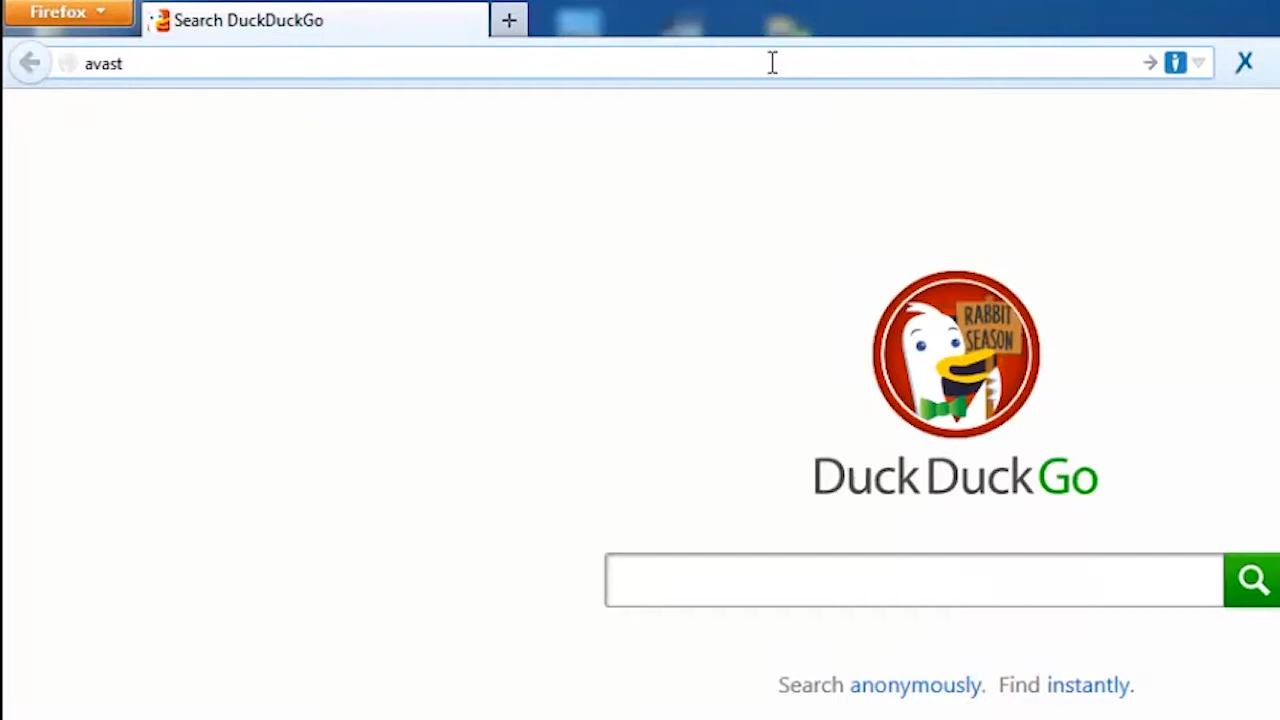 Firefox
Search DuckDuckGo
avast
RABBIT
SEASON
DuckDuckGo
Search anonymously. Find instantly.